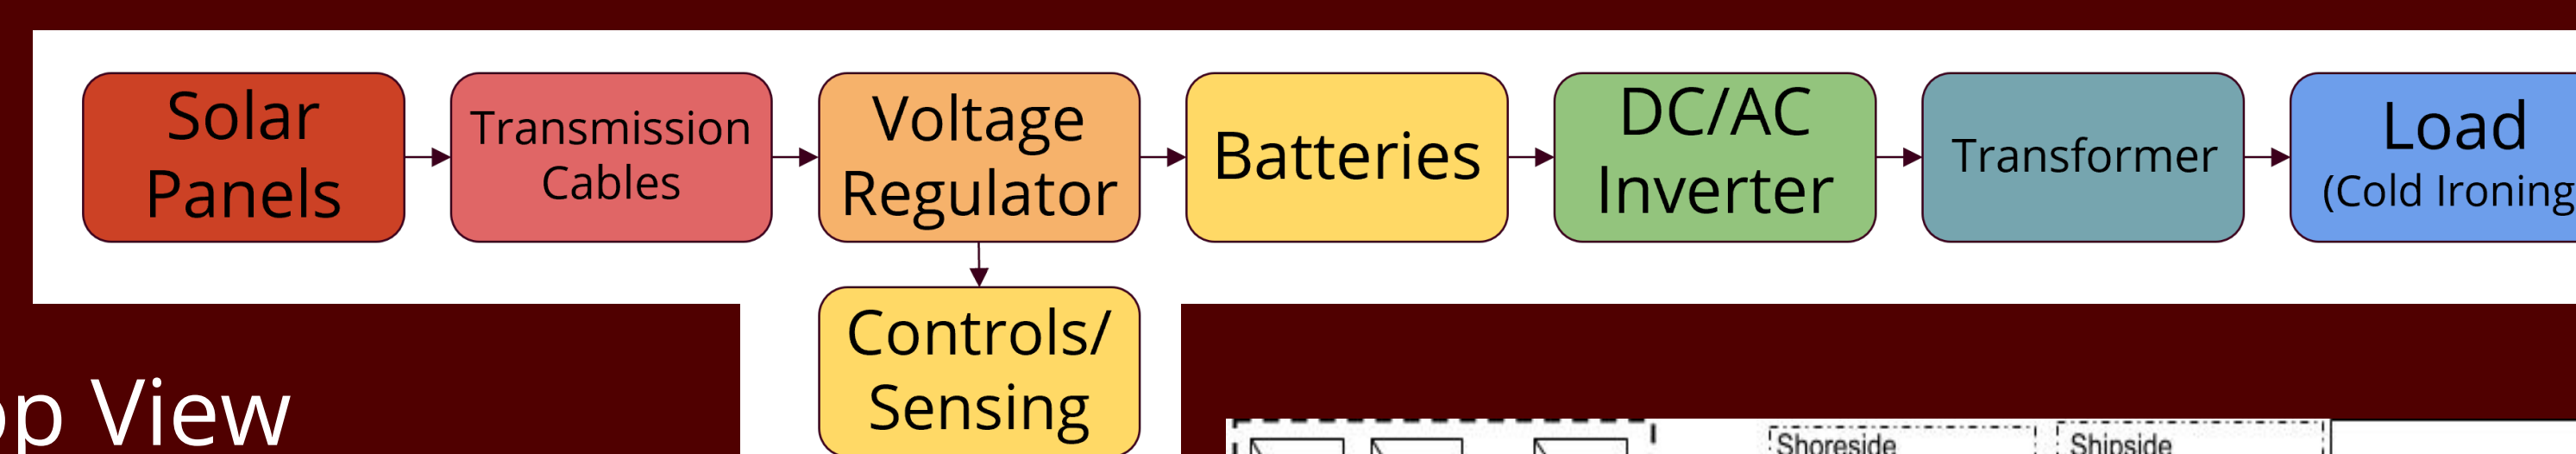 Solar
Panels
Transmission
Cables
Voltage
Regulator
Batteries
DC/AC
Inverter
Transformer
Load
(Cold Ironing
Controls/
Sensing
op View
Shoreside
Shipside